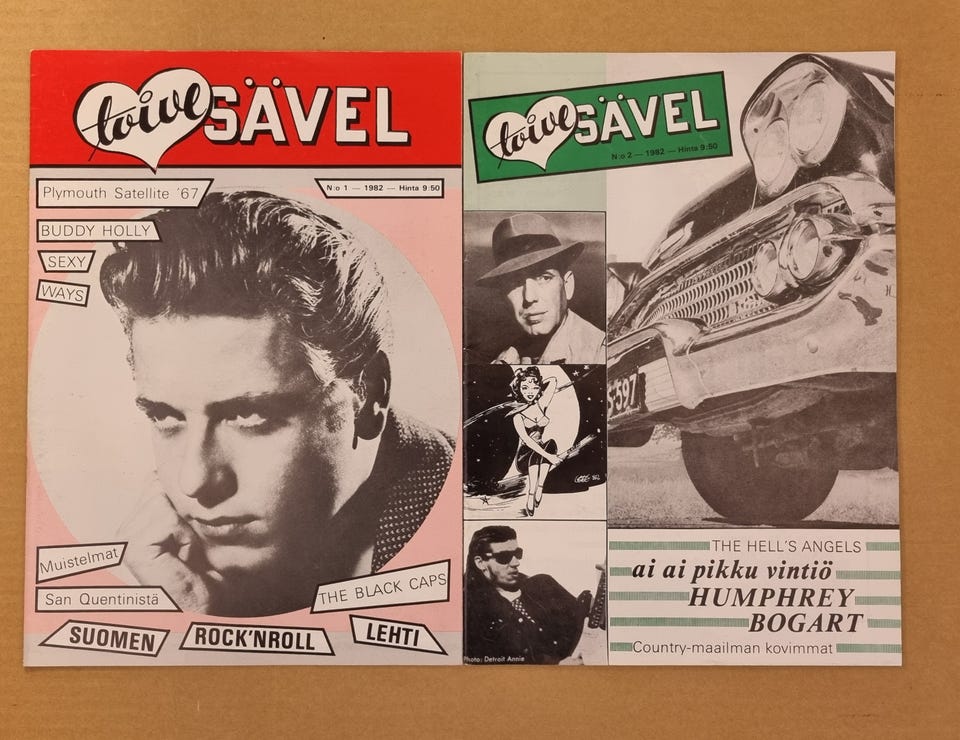 toive SÄVEL
Plymouth Satellite '67
N:o 1 — 1982 — Hinta 9:50
BUDDY HOLLY
SEXY
WAYS
Muistelmat
San Quentinistä
THE BLACK CAPS
SUOMEN ROCK'NROLL LEHTI
toive SÄVEL
N:o 2 — 1982 — Hinta 9:50
Photo: Detroit Annie
THE HELL'S ANGELS
ai ai pikku vintiö
HUMPHREY
BOGART
Country-maailman kovimmat